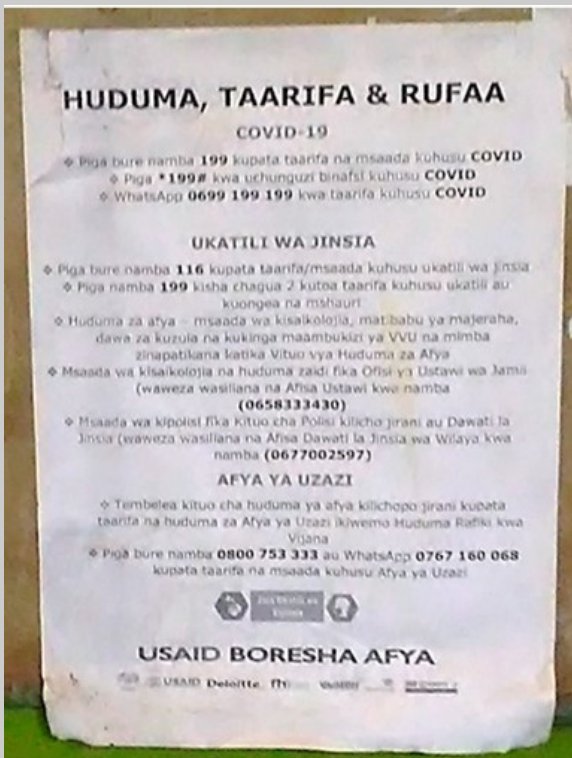 HUDUMA, TAARIFA & RUFAA
COVID-19
❖ Piga bure namba 199 kupata taarifa na msaada kuhusu COVID
❖ Piga *199# kwa uchunguzi binafsi kuhusu COVID
❖ WhatsApp 0699 199 199 kwa taarifa kuhusu COVID
UKATILI WA JINSIA
❖ Piga bure namba 116 kupata taarifa/msaada kuhusu ukatili wa jinsia
❖ Piga namba 199 kisha chagua 2 kutoa taarifa kuhusu ukatili au
kuongea na mshauri
❖ Huduma za afya - msaada wa kisaikolojia, matibabu ya majeraha,
dawa za kuzuia na kukinga maambukizi ya VVU na mimba
zinapatikana katika Vituo vya Huduma za Afya
❖ Msaada wa kisaikolojia na huduma zaidi fika Ofisi ya Ustawi wa Jamii
(waweza wasiliana na Afisa Ustawi kwa namba
(0658333430)
❖ Msaada wa kipolisi fika Kituo cha Polisi kilicho jirani au Dawati la
Jinsia (waweza wasiliana na Afisa Dawati la Jinsia wa Wilaya kwa
namba (0677002597)
AFYA YA UZAZI
❖ Tembelea kituo cha huduma ya afya kilichopo jirani kupata
taarifa na huduma za Afya ya Uzazi ikiwemo Huduma Rafiki kwa
Vijana
❖ Piga bure namba 0800 753 333 au WhatsApp 0767 160 068
kupata taarifa na msaada kuhusu Afya ya Uzazi
USAID BORESHA AFYA
USAID Deloitte. fhi